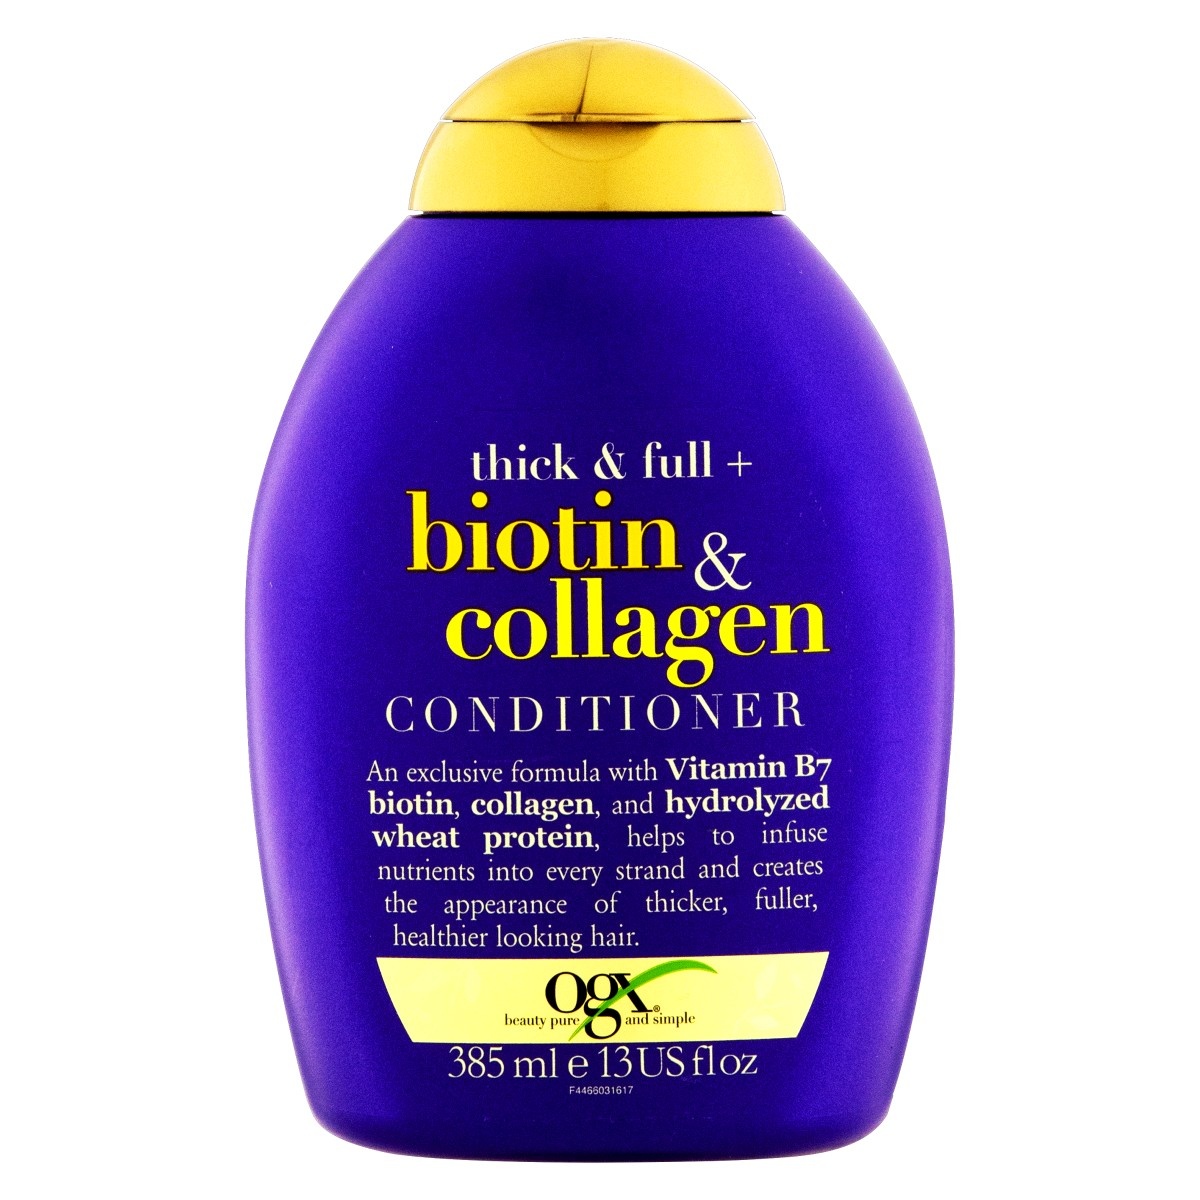 thick & full +
biotin &
collagen
CONDITIONER
An exclusive formula with Vitamin B7
biotin, collagen, and hydrolyzed
wheat protein, helps to infuse
nutrients into every strand and creates
the appearance of thicker, fuller,
healthier looking hair.
ogx®
beauty pure and simple
385 ml e 13 US fl oz
F4466031617